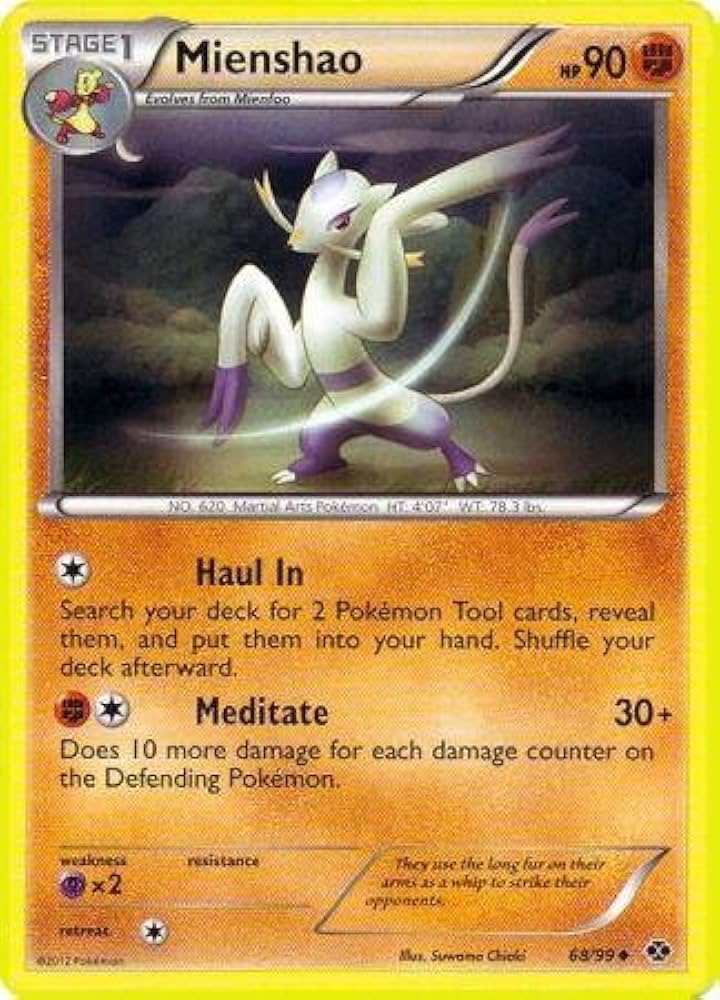 STAGE1
Mienshao
HP 90
Evolves from Mienfoo
NO. 620 Martial Arts Pokémon HT: 4'07" WT: 78.3 lbs.
Haul In
Search your deck for 2 Pokémon Tool cards, reveal
them, and put them into your hand. Shuffle your
deck afterward.
Meditate 30+
Does 10 more damage for each damage counter on
the Defending Pokémon.
weakness resistance
×2
They use the long fur on their
arms as a whip to strike their
opponents.
retreat
©2012 Pokémon
Illus. Suwama Chiaki
68/99